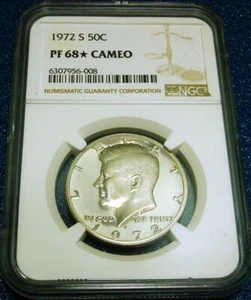 1972 S 50C
PF 68★ CAMEO
6307956-008
NUMISMATIC GUARANTY CORPORATION
NGC
LIBERTY
IN GOD WE TRUST
1972